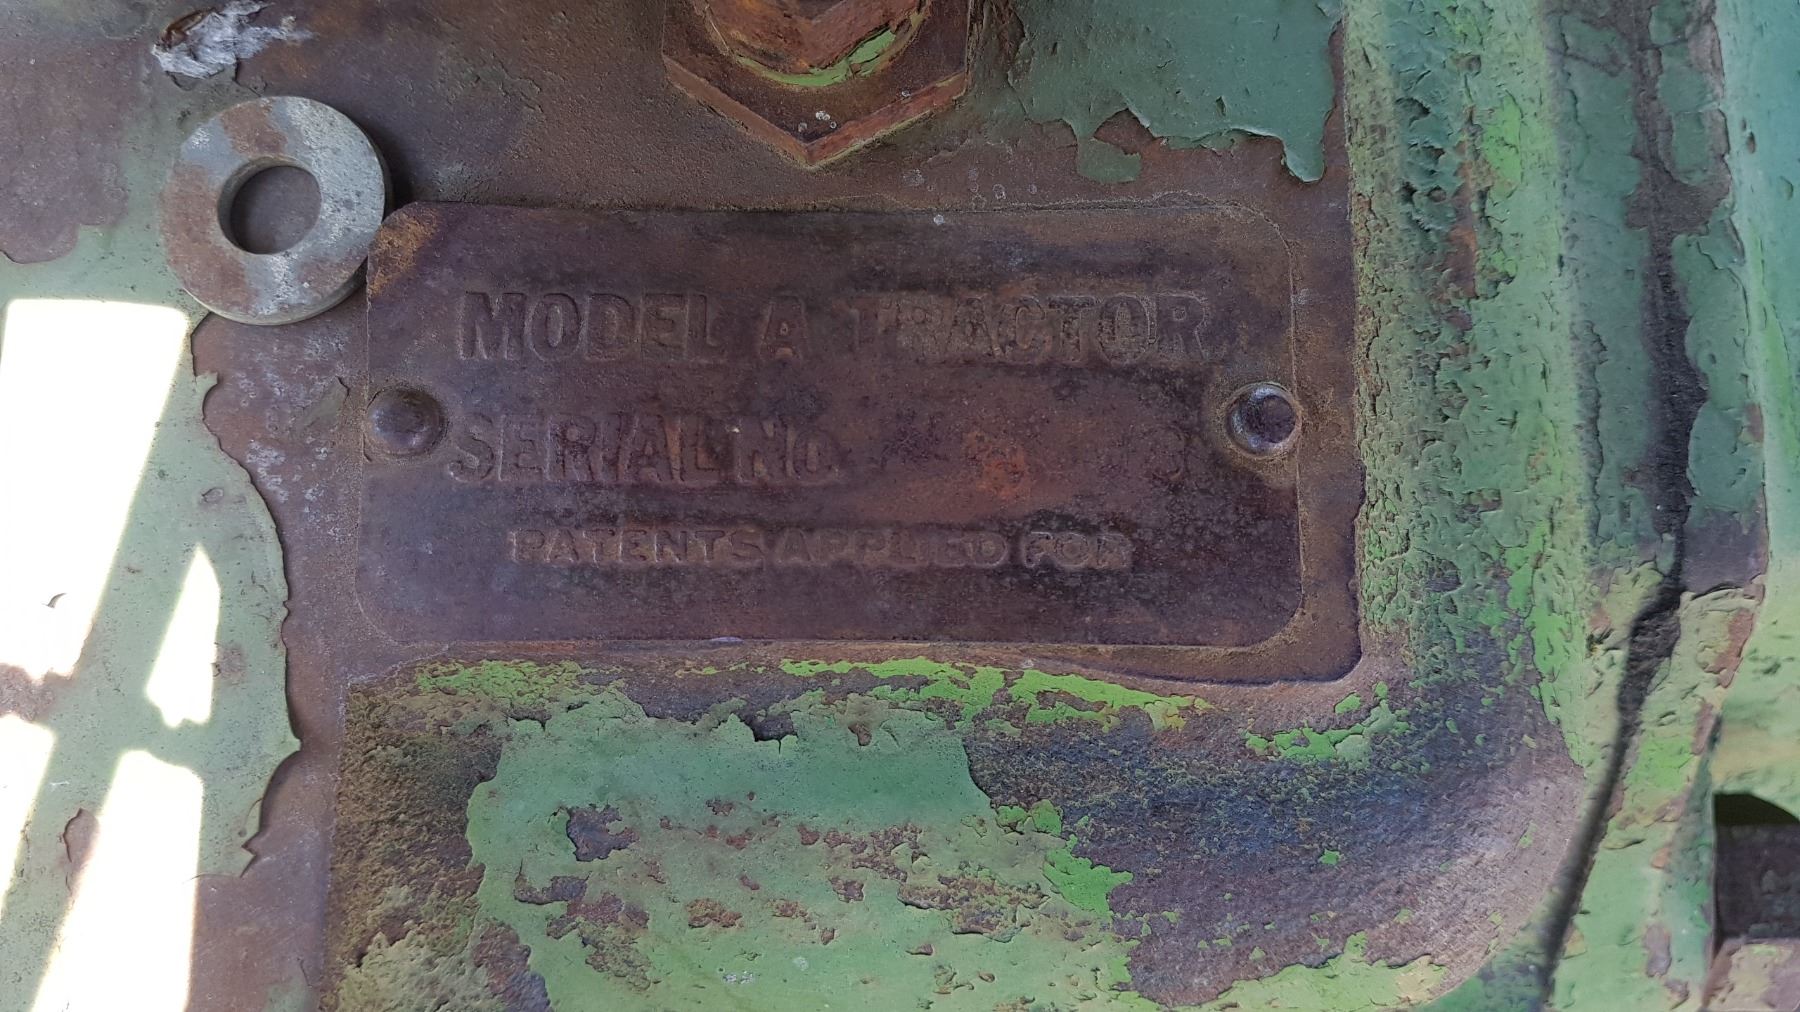 MODEL A TRACTOR
SERIAL No.
PATENTS APPLIED FOR